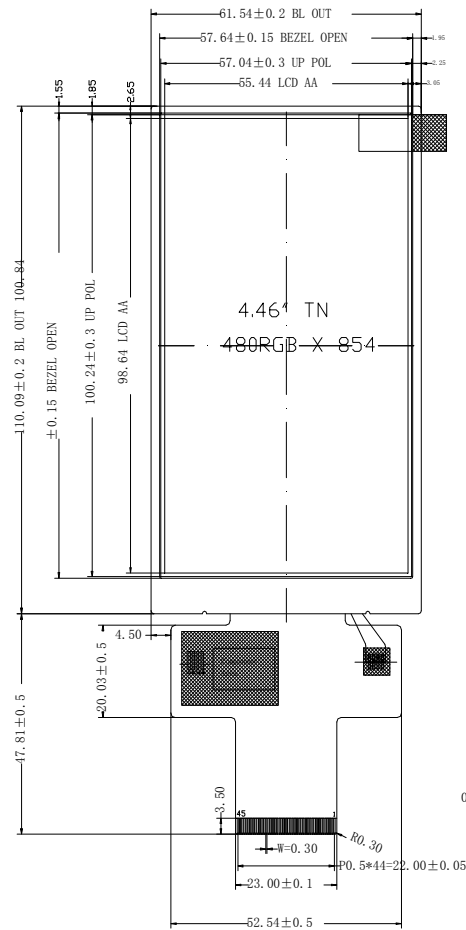 61.54±0.2 BL OUT
57.64±0.15 BEZEL OPEN
1.95
57.04±0.3 UP POL
2.25
55.44 LCD AA
3.05
1.55
1.85
2.65
110.09±0.2 BL OUT 100.84
±0.15 BEZEL OPEN
100.24±0.3 UP POL
98.64 LCD AA
4.46" TN
480RGB X 854
4.50
20.03±0.5
47.81±0.5
3.50
45
1
0
W=0.30
R0.30
P0.5*44=22.00±0.05
23.00±0.1
52.54±0.5